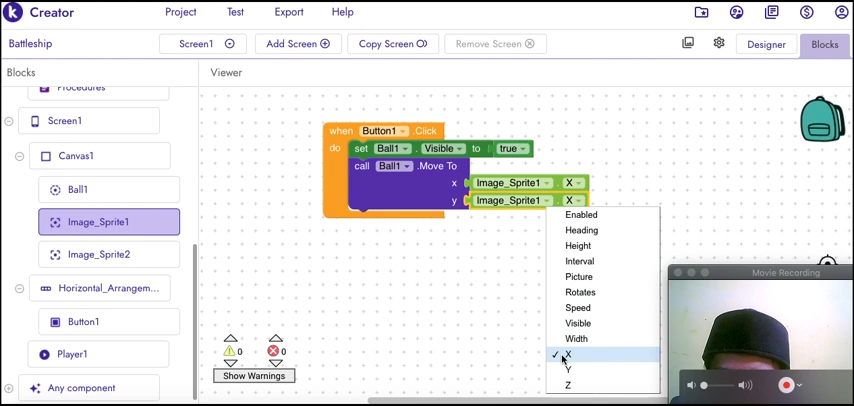 Creator
Project
Test
Export
Help
Battleship
Screen1
Add Screen
Copy Screen
Remove Screen
Designer
Blocks
Blocks
Viewer
Procedures
Screen1
Canvas1
Ball1
Image_Sprite1
Image_Sprite2
Horizontal_Arrangem...
Button1
Player1
Any component
when Button1 .Click
do set Ball1 . Visible to true
call Ball1 .Move To
x Image_Sprite1 . X
y Image_Sprite1 . X
Enabled
Heading
Height
Interval
Picture
Rotates
Speed
Visible
Width
✓ X
Y
Z
0
0
Show Warnings
Movie Recording